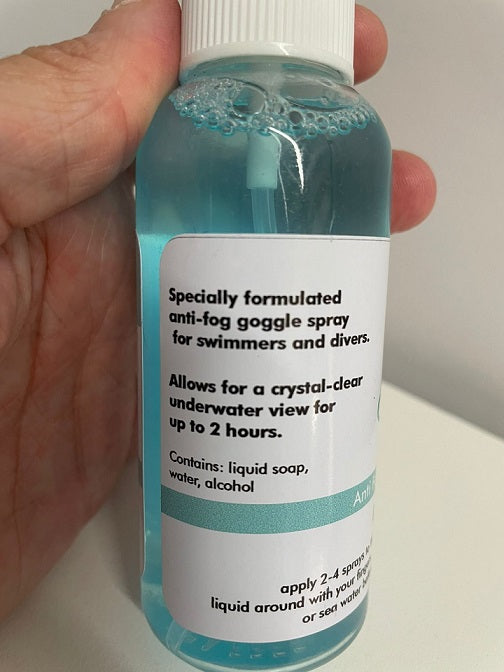 Specially formulated
anti-fog goggle spray
for swimmers and divers.
Allows for a crystal-clear
underwater view for
up to 2 hours.
Contains: liquid soap,
water, alcohol
apply 2-4 sprays
liquid around with your
or sea water